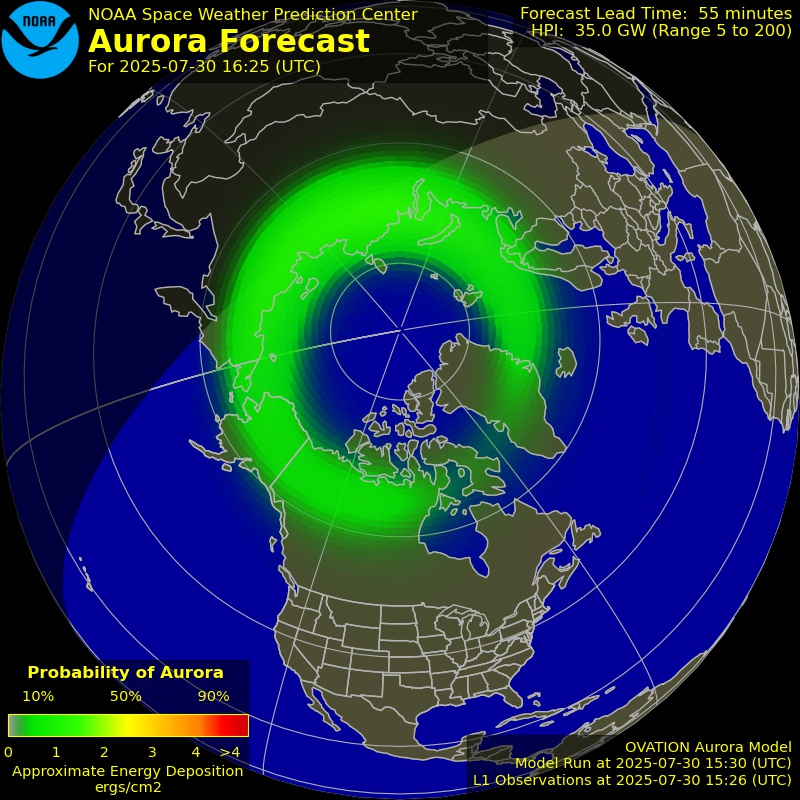 NOAA
NOAA Space Weather Prediction Center
Aurora Forecast
For 2025-07-30 16:25 (UTC)
Forecast Lead Time: 55 minutes
HPI: 35.0 GW (Range 5 to 200)
Probability of Aurora
10% 50% 90%
0 1 2 3 4 >4
Approximate Energy Deposition
ergs/cm2
OVATION Aurora Model
Model Run at 2025-07-30 15:30 (UTC)
L1 Observations at 2025-07-30 15:26 (UTC)